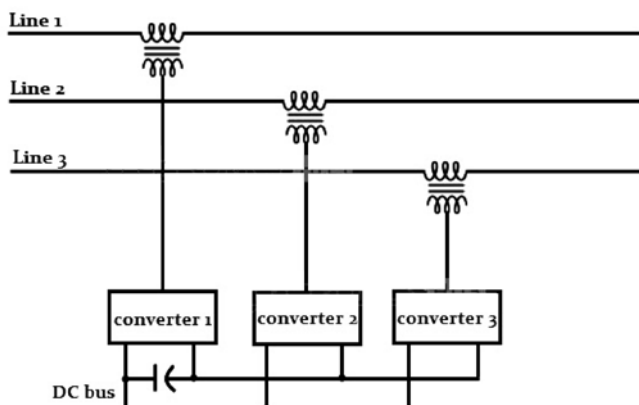 Line 1
Line 2
Line 3
converter 1 converter 2 converter 3
DC bus